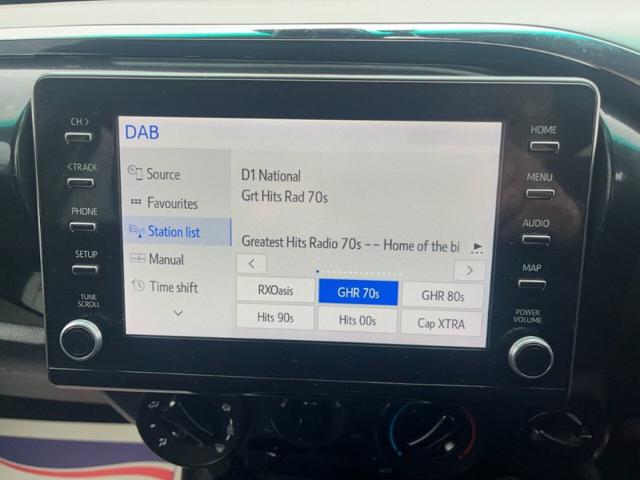 CH >
< TRACK
PHONE
SETUP
TUNE
SCROLL
DAB
Source
Favourites
Station list
Manual
Time shift
D1 National
Grt Hits Rad 70s
Greatest Hits Radio 70s -- Home of the bi
<
>
RXOasis
GHR 70s
GHR 80s
Hits 90s
Hits 00s
Cap XTRA
HOME
MENU
AUDIO
MAP
POWER
VOLUME